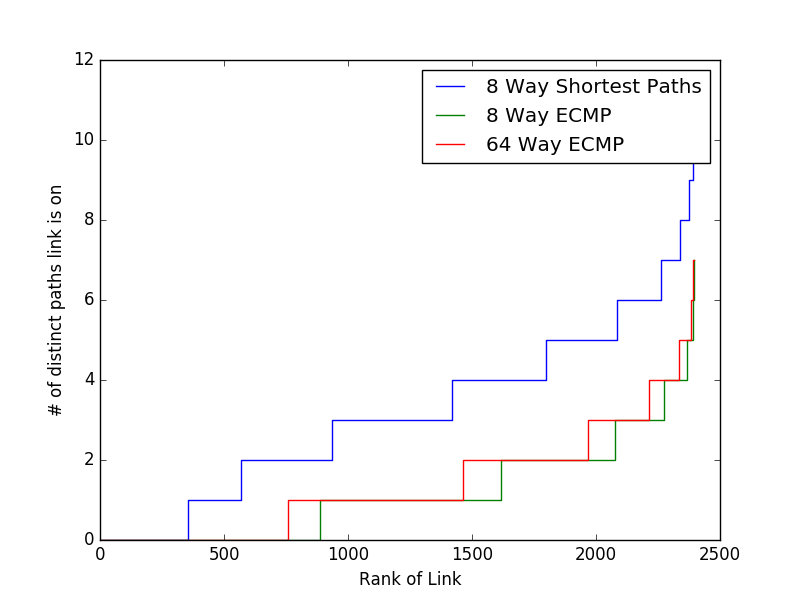 12
10
8
6
4
2
0
# of distinct paths link is on
8 Way Shortest Paths
8 Way ECMP
64 Way ECMP
0 500 1000 1500 2000 2500
Rank of Link